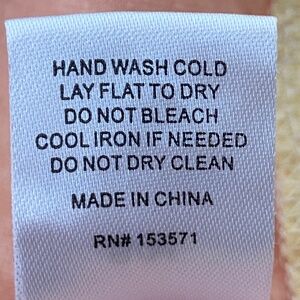 HAND WASH COLD
LAY FLAT TO DRY
DO NOT BLEACH
COOL IRON IF NEEDED
DO NOT DRY CLEAN
MADE IN CHINA
RN# 153571